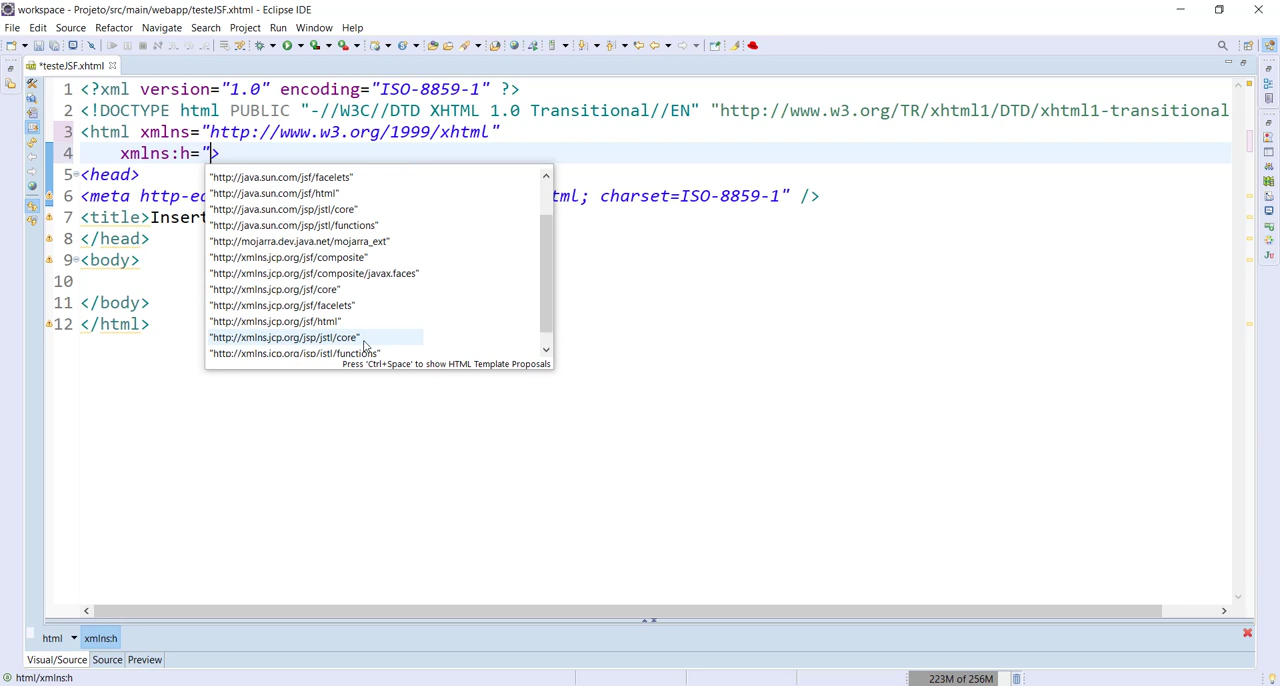 workspace - Projeto/src/main/webapp/testeJSF.xhtml - Eclipse IDE
File Edit Source Refactor Navigate Search Project Run Window Help
*testeJSF.xhtml
1 <?xml version="1.0" encoding="ISO-8859-1" ?>
2 <!DOCTYPE html PUBLIC "-//W3C//DTD XHTML 1.0 Transitional//EN" "http://www.w3.org/TR/xhtml1/DTD/xhtml1-transitional
3 <html xmlns="http://www.w3.org/1999/xhtml"
4 xmlns:h=">
5 <head>
6 <meta http-eq tml; charset=ISO-8859-1" />
7 <title>Insert
8 </head>
9 <body>
10
11 </body>
12 </html>
"http://java.sun.com/jsf/facelets"
"http://java.sun.com/jsf/html"
"http://java.sun.com/jsp/jstl/core"
"http://java.sun.com/jsp/jstl/functions"
"http://mojarra.dev.java.net/mojarra_ext"
"http://xmlns.jcp.org/jsf/composite"
"http://xmlns.jcp.org/jsf/composite/javax.faces"
"http://xmlns.jcp.org/jsf/core"
"http://xmlns.jcp.org/jsf/facelets"
"http://xmlns.jcp.org/jsf/html"
"http://xmlns.jcp.org/jsp/jstl/core"
"http://xmlns.jcp.org/jsp/jstl/functions"
Press 'Ctrl+Space' to show HTML Template Proposals
html xmlns:h
Visual/Source Source Preview
html/xmlns:h 223M of 256M